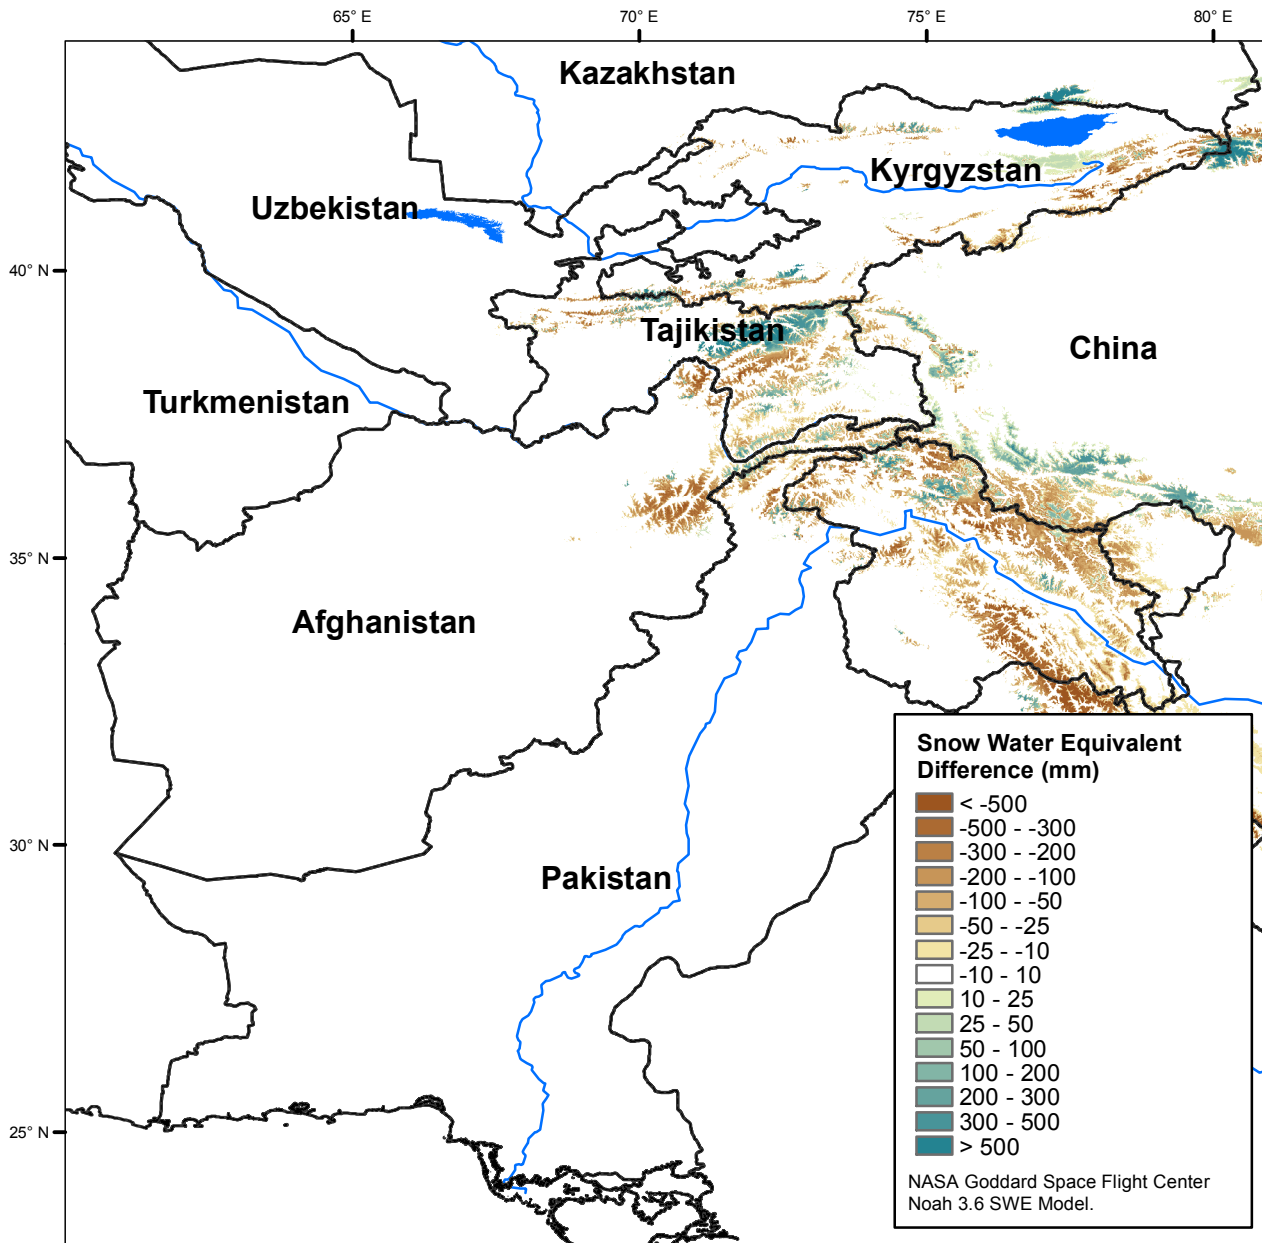 65° E
70° E
75° E
80° E
Kazakhstan
Kyrgyzstan
Uzbekistan
40° N
Tajikistan
China
Turkmenistan
35° N
Afghanistan
30° N
Pakistan
25° N
Snow Water Equivalent
Difference (mm)
< -500
-500 - -300
-300 - -200
-200 - -100
-100 - -50
-50 - -25
-25 - -10
-10 - 10
10 - 25
25 - 50
50 - 100
100 - 200
200 - 300
300 - 500
> 500
NASA Goddard Space Flight Center
Noah 3.6 SWE Model.